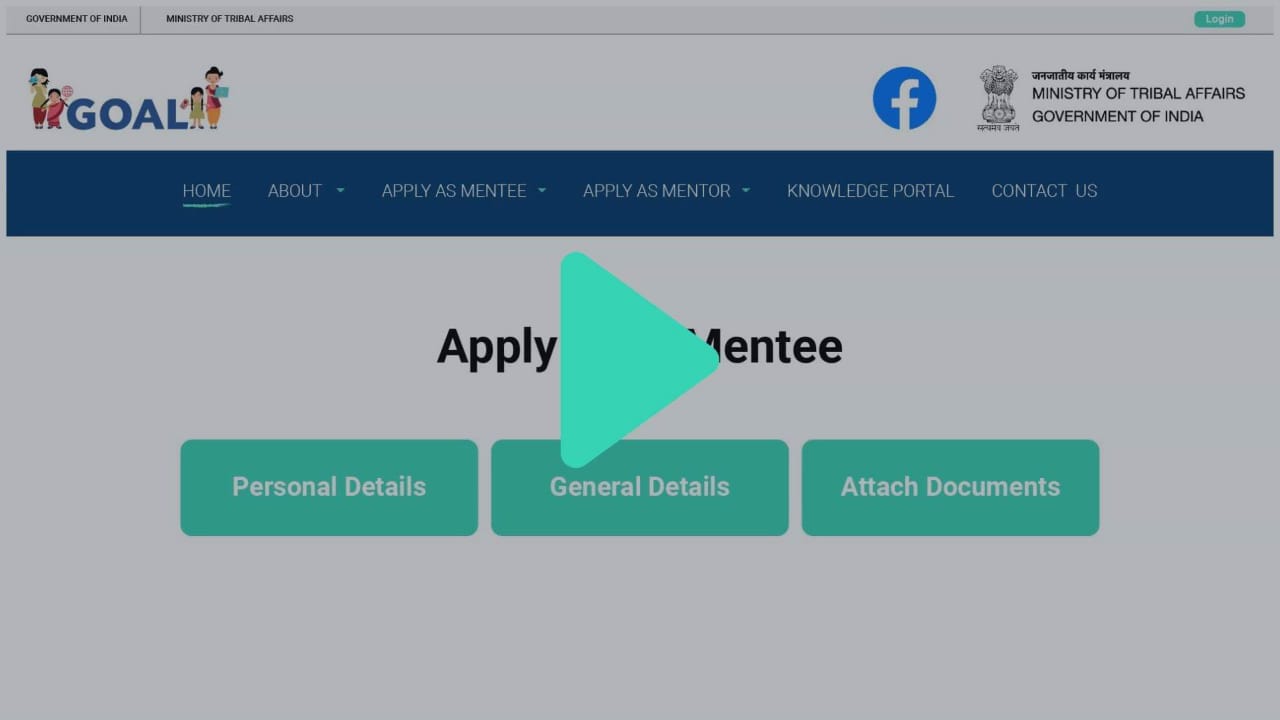 GOVERNMENT OF INDIA
MINISTRY OF TRIBAL AFFAIRS
Login
GOAL
जनजातीय कार्य मंत्रालय
MINISTRY OF TRIBAL AFFAIRS
GOVERNMENT OF INDIA
सत्यमेव जयते
HOME ABOUT APPLY AS MENTEE APPLY AS MENTOR KNOWLEDGE PORTAL CONTACT US
Apply Mentee
Personal Details General Details Attach Documents